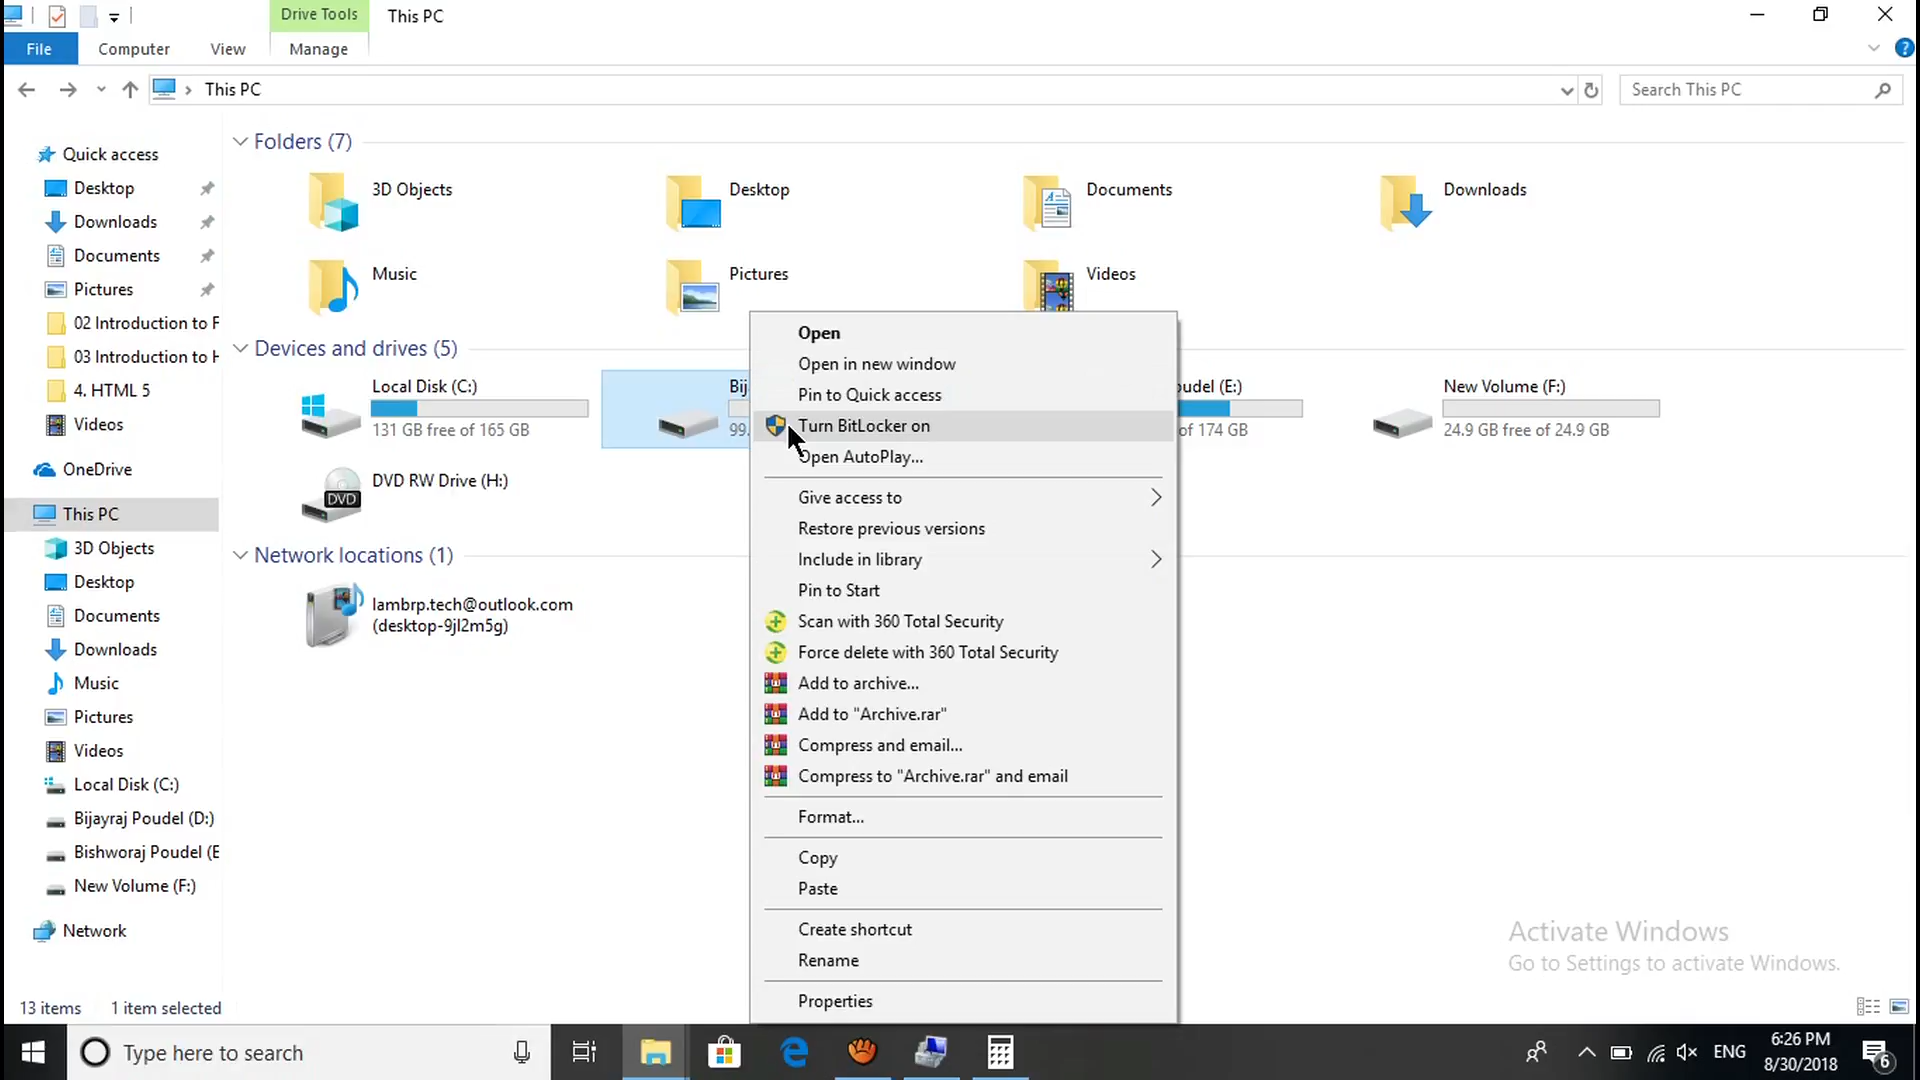 Drive Tools
This PC
File
Computer
View
Manage
This PC
Search This PC
Quick access
Desktop
Downloads
Documents
Pictures
02 Introduction to F
03 Introduction to H
4. HTML 5
Videos
OneDrive
This PC
3D Objects
Desktop
Documents
Downloads
Music
Pictures
Videos
Local Disk (C:)
Bijayraj Poudel (D:)
Bishworaj Poudel (E
New Volume (F:)
Network
Folders (7)
3D Objects
Desktop
Documents
Downloads
Music
Pictures
Videos
Devices and drives (5)
Local Disk (C:)
131 GB free of 165 GB
Bij
99.
oudel (E:)
of 174 GB
New Volume (F:)
24.9 GB free of 24.9 GB
DVD
DVD RW Drive (H:)
Network locations (1)
lambrp.tech@outlook.com
(desktop-9jl2m5g)
Open
Open in new window
Pin to Quick access
Turn BitLocker on
Open AutoPlay...
Give access to
Restore previous versions
Include in library
Pin to Start
Scan with 360 Total Security
Force delete with 360 Total Security
Add to archive...
Add to "Archive.rar"
Compress and email...
Compress to "Archive.rar" and email
Format...
Copy
Paste
Create shortcut
Rename
Properties
Activate Windows
Go to Settings to activate Windows.
13 items
1 item selected
Type here to search
ENG
6:26 PM
8/30/2018
6